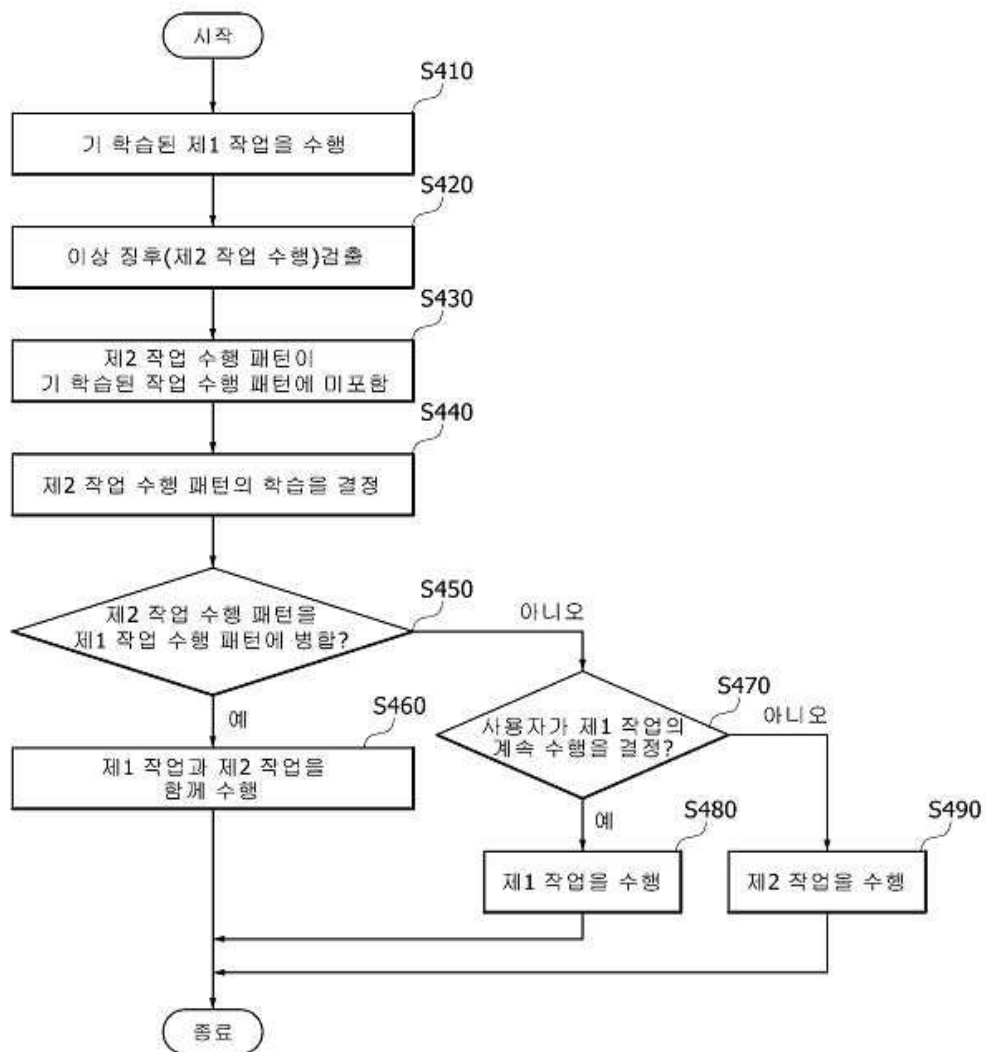 시작
S410
기 학습된 제1 작업을 수행
S420
이상 징후(제2 작업 수행)검출
S430
제2 작업 수행 패턴이
기 학습된 작업 수행 패턴에 미포함
S440
제2 작업 수행 패턴의 학습을 결정
S450
제2 작업 수행 패턴을
제1 작업 수행 패턴에 병합?
아니오
예
S460
제1 작업과 제2 작업을
함께 수행
S470
사용자가 제1 작업의
계속 수행을 결정?
아니오
예
S480
제1 작업을 수행
S490
제2 작업을 수행
종료